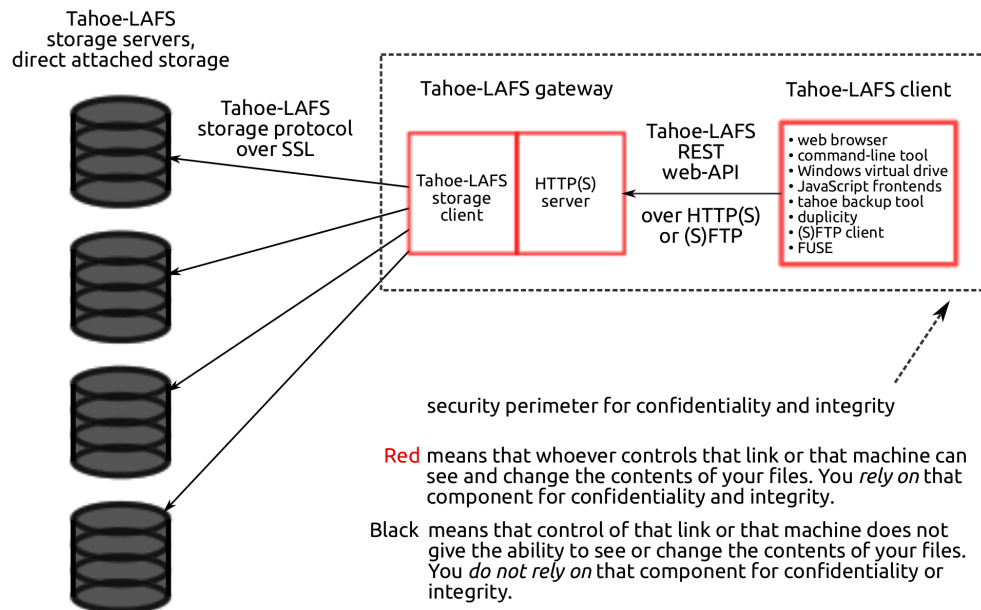 Tahoe-LAFS
storage servers,
direct attached storage
Tahoe-LAFS
storage protocol
over SSL
Tahoe-LAFS gateway
Tahoe-LAFS client
Tahoe-LAFS
storage
client
HTTP(S)
server
Tahoe-LAFS
REST
web-API
over HTTP(S)
or (S)FTP
• web browser
• command-line tool
• Windows virtual drive
• JavaScript frontends
• tahoe backup tool
• duplicity
• (S)FTP client
• FUSE
security perimeter for confidentiality and integrity
Red means that whoever controls that link or that machine can
see and change the contents of your files. You rely on that
component for confidentiality and integrity.
Black means that control of that link or that machine does not
give the ability to see or change the contents of your files.
You do not rely on that component for confidentiality or
integrity.